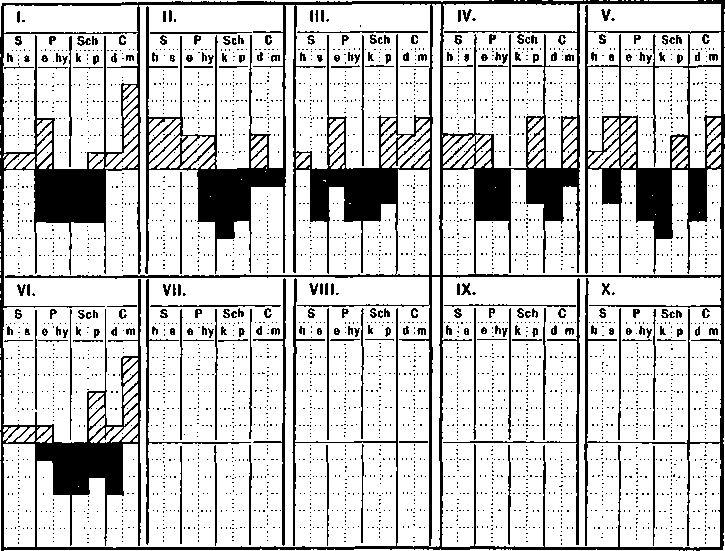 I. II. III. IV. V.
S P Sch C S P Sch C S P Sch C S P Sch C S P Sch C
h s e hy k p d m h s e hy k p d m h s e hy k p d m h s e hy k p d m h s e hy k p d m
VI. VII. VIII. IX. X.
S P Sch C S P Sch C S P Sch C S P Sch C S P Sch C
h s e hy k p d m h s e hy k p d m h s e hy k p d m h s e hy k p d m h s e hy k p d m